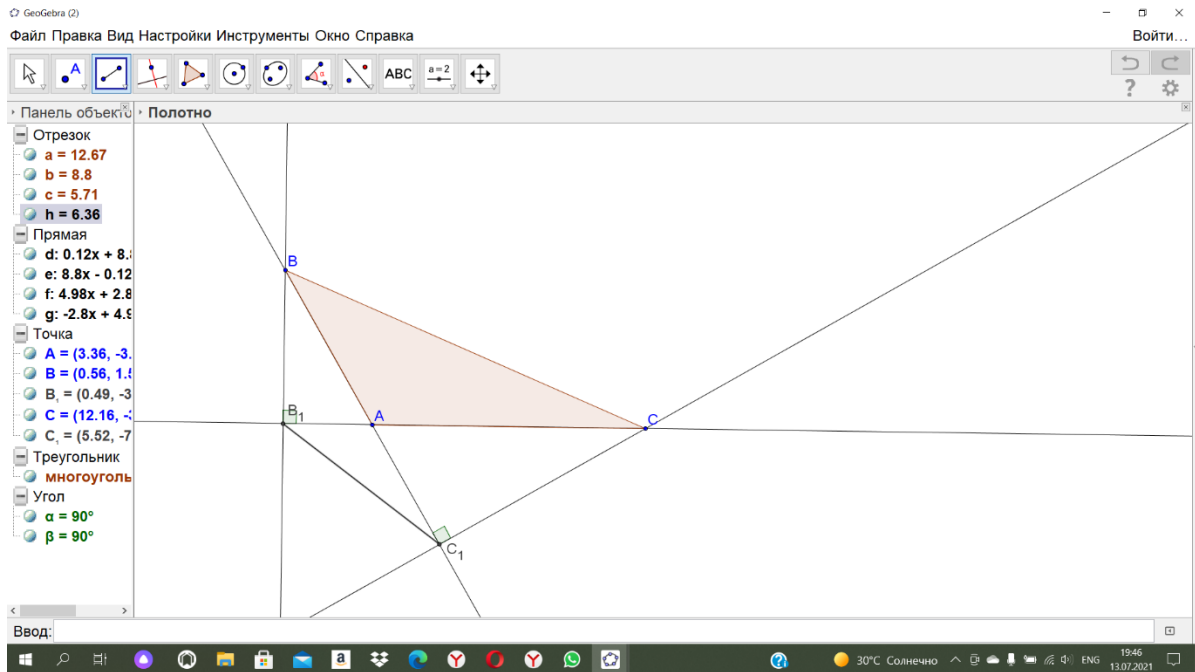 GeoGebra (2)
Файл Правка Вид Настройки Инструменты Окно Справка
Войти...
A
α
ABC
a = 2
?
Панель объекто
Полотно
Отрезок
a = 12.67
b = 8.8
c = 5.71
h = 6.36
Прямая
d: 0.12x + 8.
e: 8.8x - 0.12
f: 4.98x + 2.8
g: -2.8x + 4.9
Точка
A = (3.36, -3.
B = (0.56, 1.5
B₁ = (0.49, -3
C = (12.16, -
C₁ = (5.52, -7
Треугольник
многоуголь
Угол
α = 90°
β = 90°
B
B₁
A
C
C₁
Ввод:
a
30°C Солнечно
ENG
19:46
13.07.2021